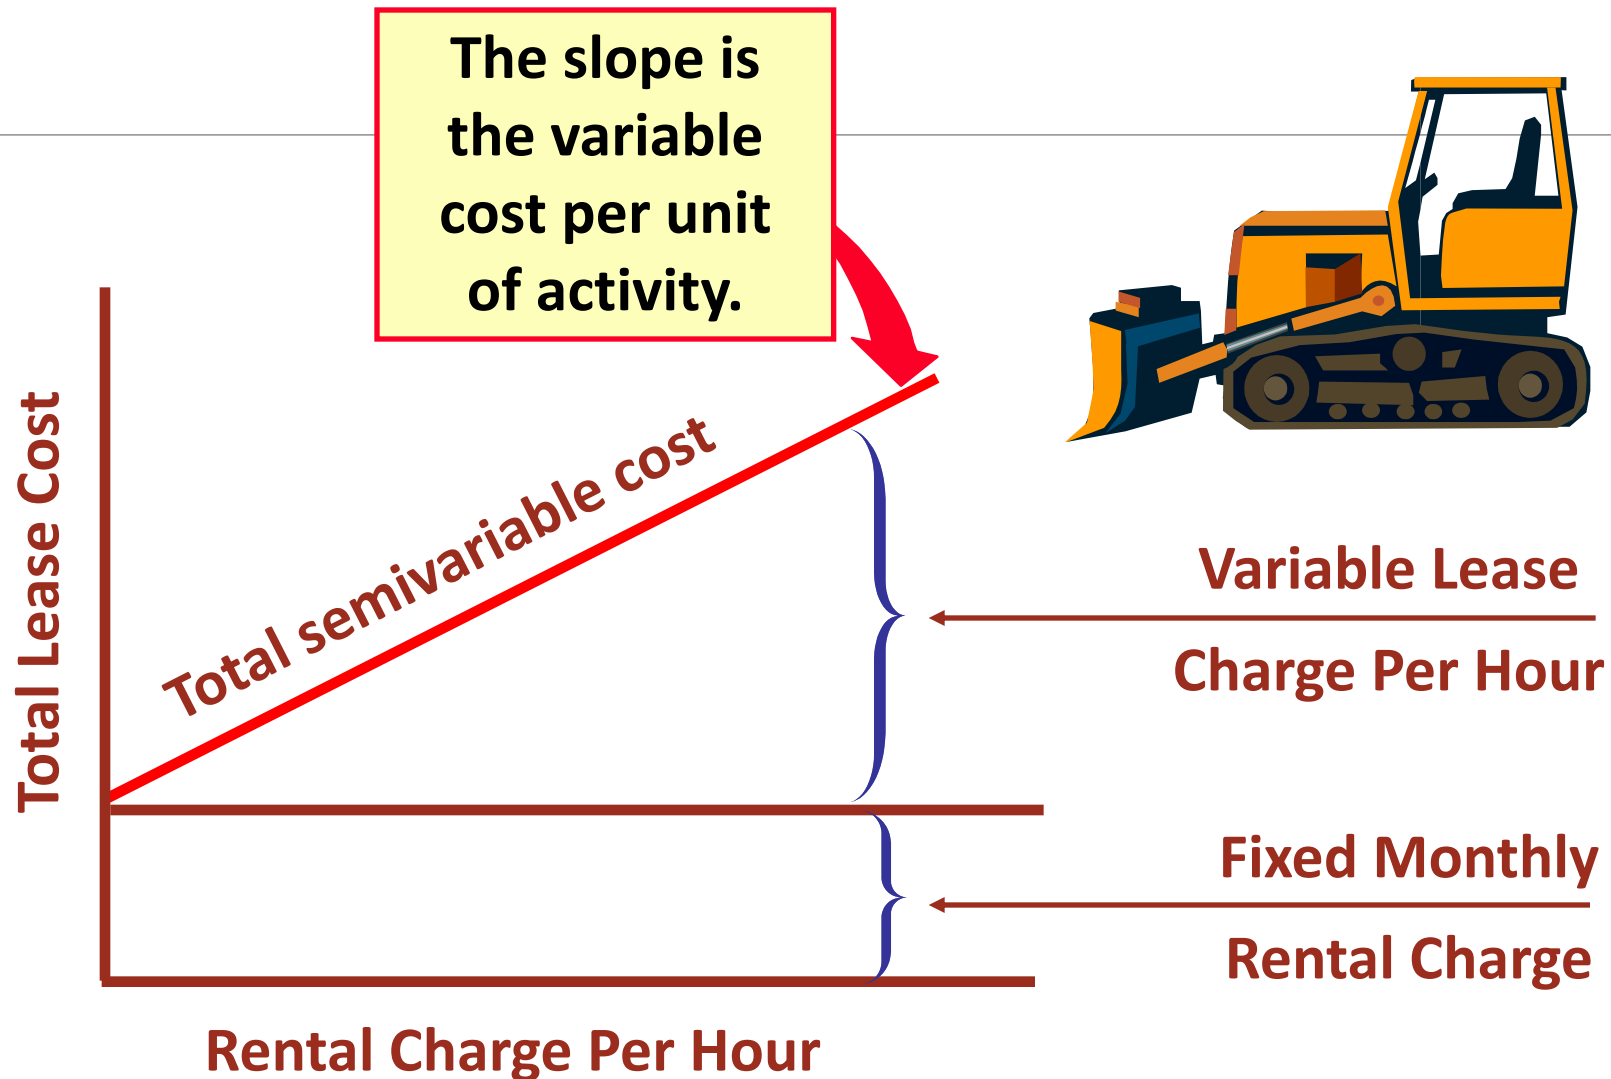 The slope is
the variable
cost per unit
of activity.
Total Lease Cost
Total semivariable cost
Variable Lease
Charge Per Hour
Fixed Monthly
Rental Charge
Rental Charge Per Hour